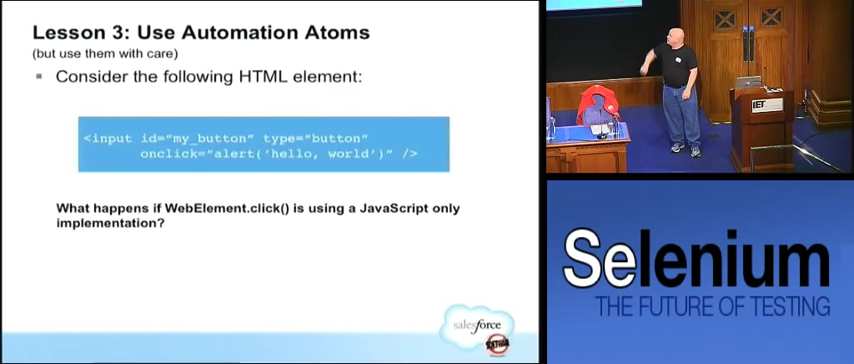 Lesson 3: Use Automation Atoms
(but use them with care)
Consider the following HTML element:
<input id="my_button" type="button"
onclick="alert('hello, world')" />
What happens if WebElement.click() is using a JavaScript only
implementation?
salesforce
SOFTWARE
IET
Selenium
THE FUTURE OF TESTING